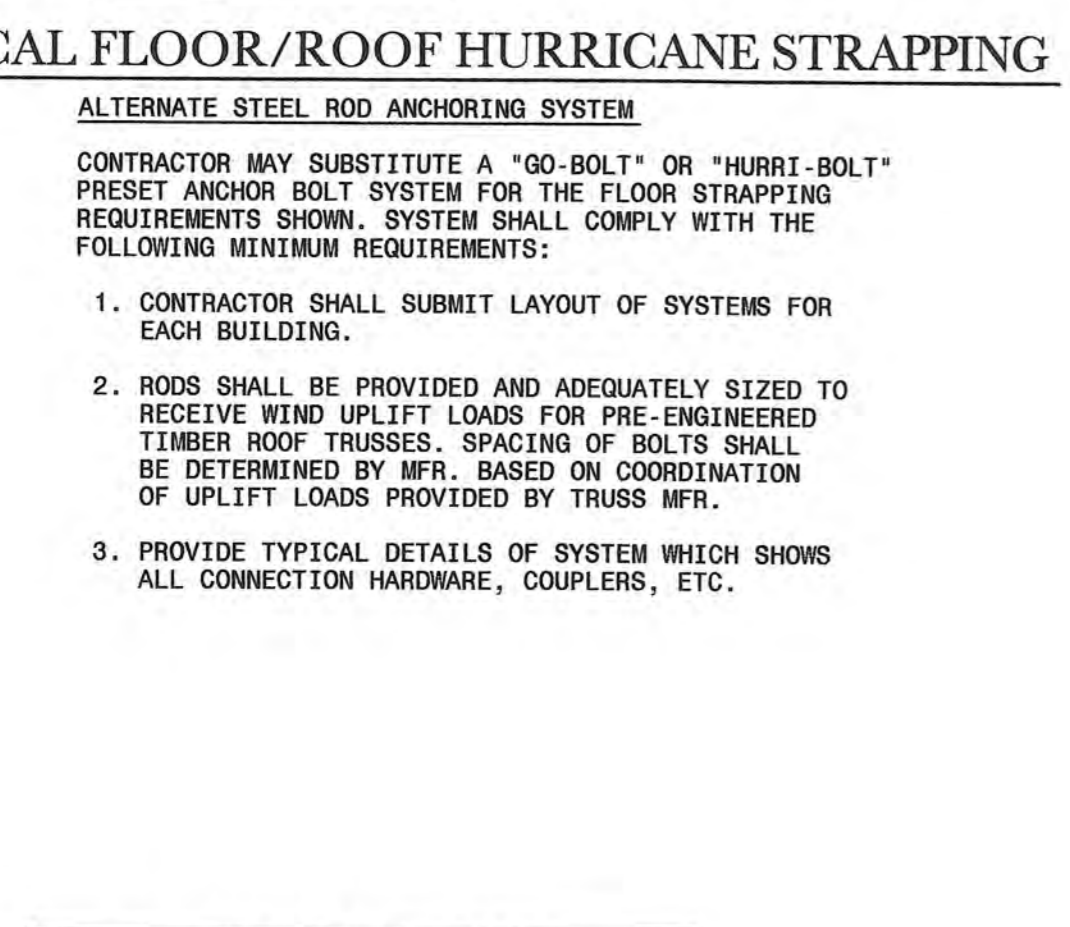 CAL FLOOR/ROOF HURRICANE STRAPPING
ALTERNATE STEEL ROD ANCHORING SYSTEM
CONTRACTOR MAY SUBSTITUTE A "GO-BOLT" OR "HURRI-BOLT"
PRESET ANCHOR BOLT SYSTEM FOR THE FLOOR STRAPPING
REQUIREMENTS SHOWN. SYSTEM SHALL COMPLY WITH THE
FOLLOWING MINIMUM REQUIREMENTS:
1. CONTRACTOR SHALL SUBMIT LAYOUT OF SYSTEMS FOR
EACH BUILDING.
2. RODS SHALL BE PROVIDED AND ADEQUATELY SIZED TO
RECEIVE WIND UPLIFT LOADS FOR PRE-ENGINEERED
TIMBER ROOF TRUSSES. SPACING OF BOLTS SHALL
BE DETERMINED BY MFR. BASED ON COORDINATION
OF UPLIFT LOADS PROVIDED BY TRUSS MFR.
3. PROVIDE TYPICAL DETAILS OF SYSTEM WHICH SHOWS
ALL CONNECTION HARDWARE, COUPLERS, ETC.